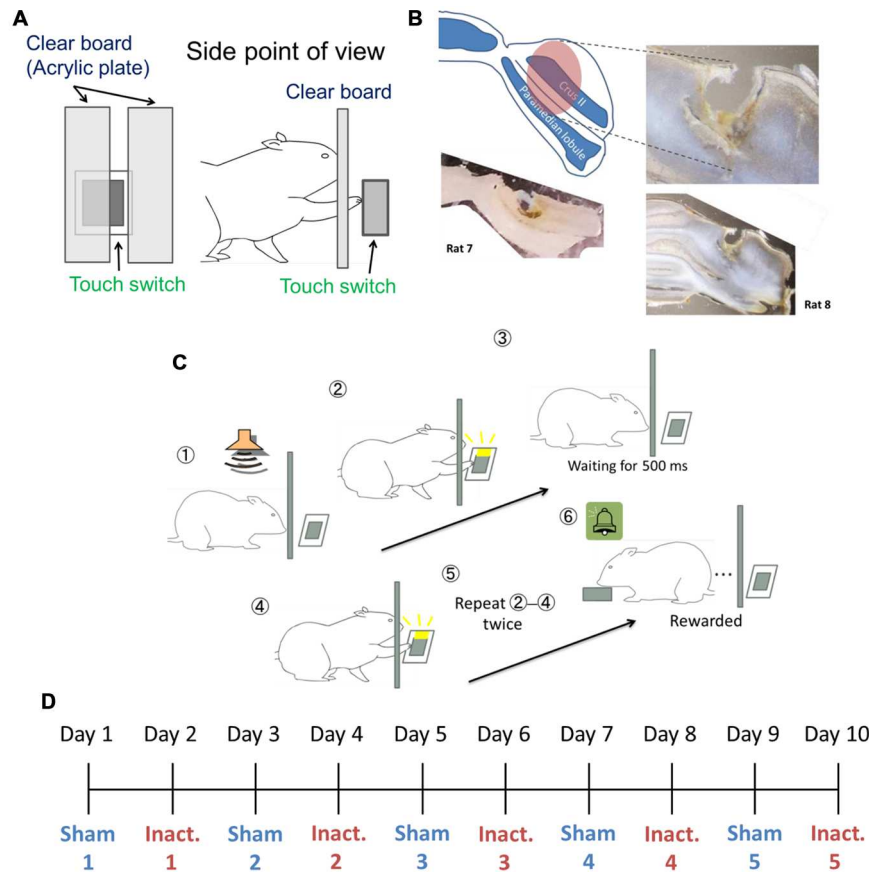 A
Clear board
(Acrylic plate)
Side point of view
Clear board
Touch switch
Touch switch
B
Crus II
Paramedian lobule
Rat 7
Rat 8
C
①
②
③
Waiting for 500 ms
④
⑤
Repeat ②–④
twice
⑥
...
Rewarded
D
Day 1 Day 2 Day 3 Day 4 Day 5 Day 6 Day 7 Day 8 Day 9 Day 10
Sham Inact. Sham Inact. Sham Inact. Sham Inact. Sham Inact.
1 1 2 2 3 3 4 4 5 5